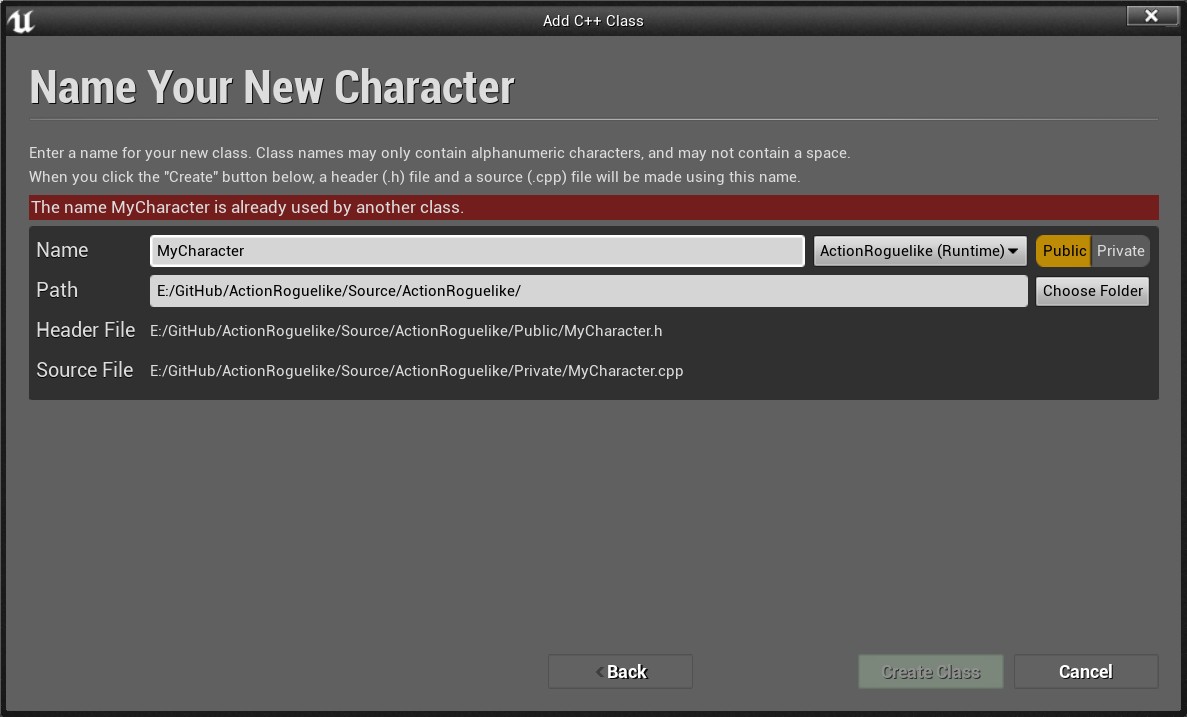 Add C++ Class
Name Your New Character
Enter a name for your new class. Class names may only contain alphanumeric characters, and may not contain a space.
When you click the "Create" button below, a header (.h) file and a source (.cpp) file will be made using this name.
The name MyCharacter is already used by another class.
Name MyCharacter ActionRoguelike (Runtime) Public Private
Path E:/GitHub/ActionRoguelike/Source/ActionRoguelike/ Choose Folder
Header File E:/GitHub/ActionRoguelike/Source/ActionRoguelike/Public/MyCharacter.h
Source File E:/GitHub/ActionRoguelike/Source/ActionRoguelike/Private/MyCharacter.cpp
Back Create Class Cancel